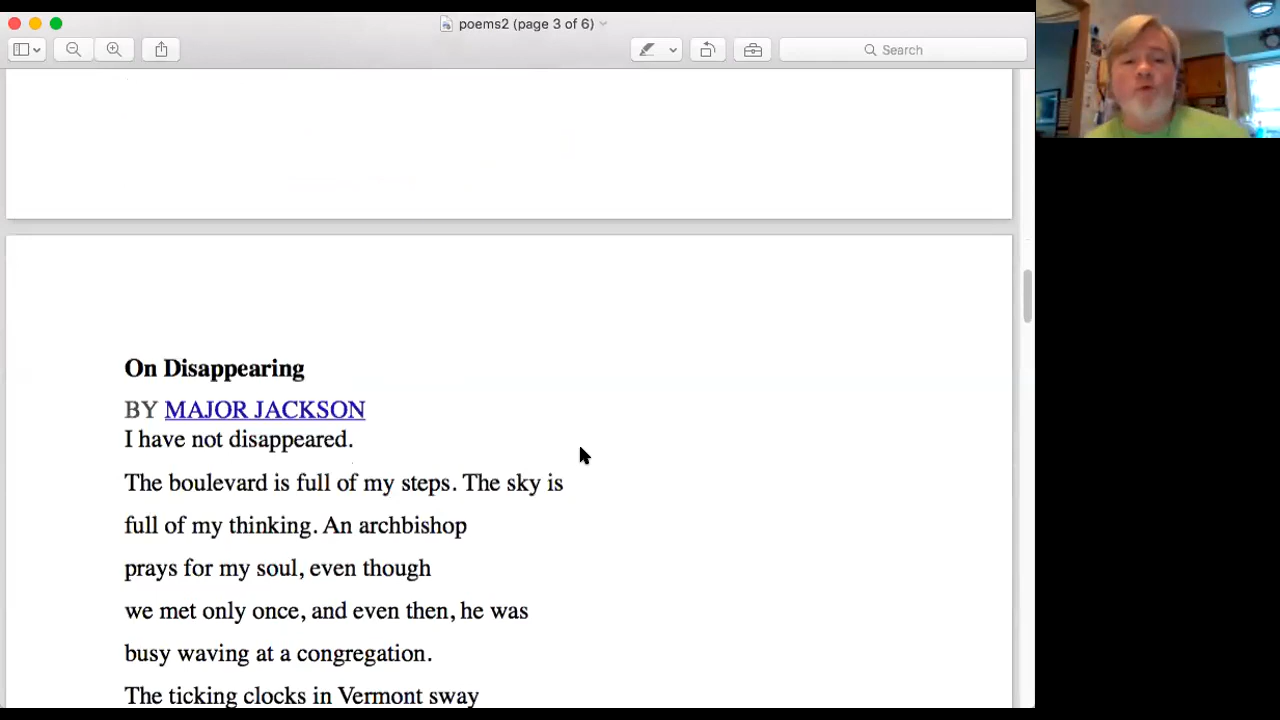 poems2 (page 3 of 6)
Search
On Disappearing
BY MAJOR JACKSON
I have not disappeared.
The boulevard is full of my steps. The sky is
full of my thinking. An archbishop
prays for my soul, even though
we met only once, and even then, he was
busy waving at a congregation.
The ticking clocks in Vermont sway